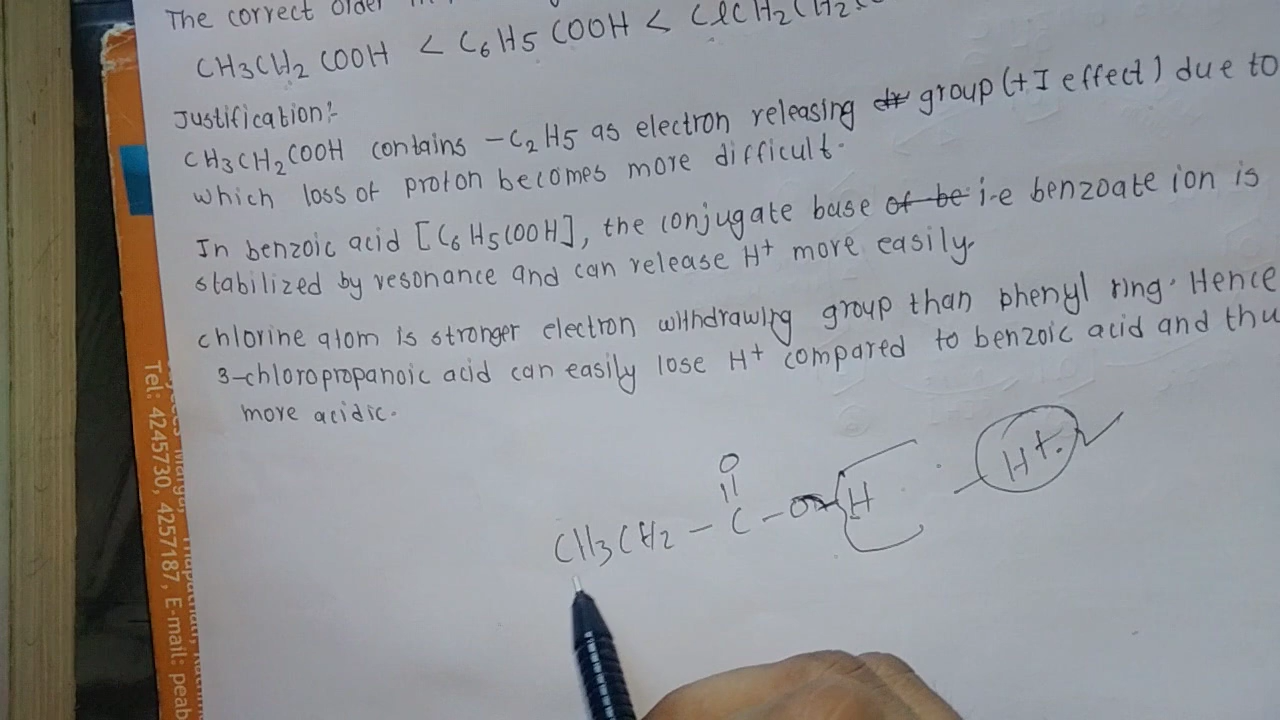 The correct order
CH3CH2 COOH < C6H5 COOH < ClCH2CH2
Justification:-
CH3CH2COOH contains -C2H5 as electron releasing group (+I effect) due to
which loss of proton becomes more difficult.
In benzoic acid [C6H5COOH], the conjugate base of be i.e benzoate ion is
stabilized by resonance and can release H+ more easily.
chlorine atom is stronger electron withdrawing group than phenyl ring. Hence
3-chloropropanoic acid can easily lose H+ compared to benzoic acid and thu
more acidic.
O
CH3CH2 - C - O H
H+
Tel: 4245730, 4257187, E-mail: peab